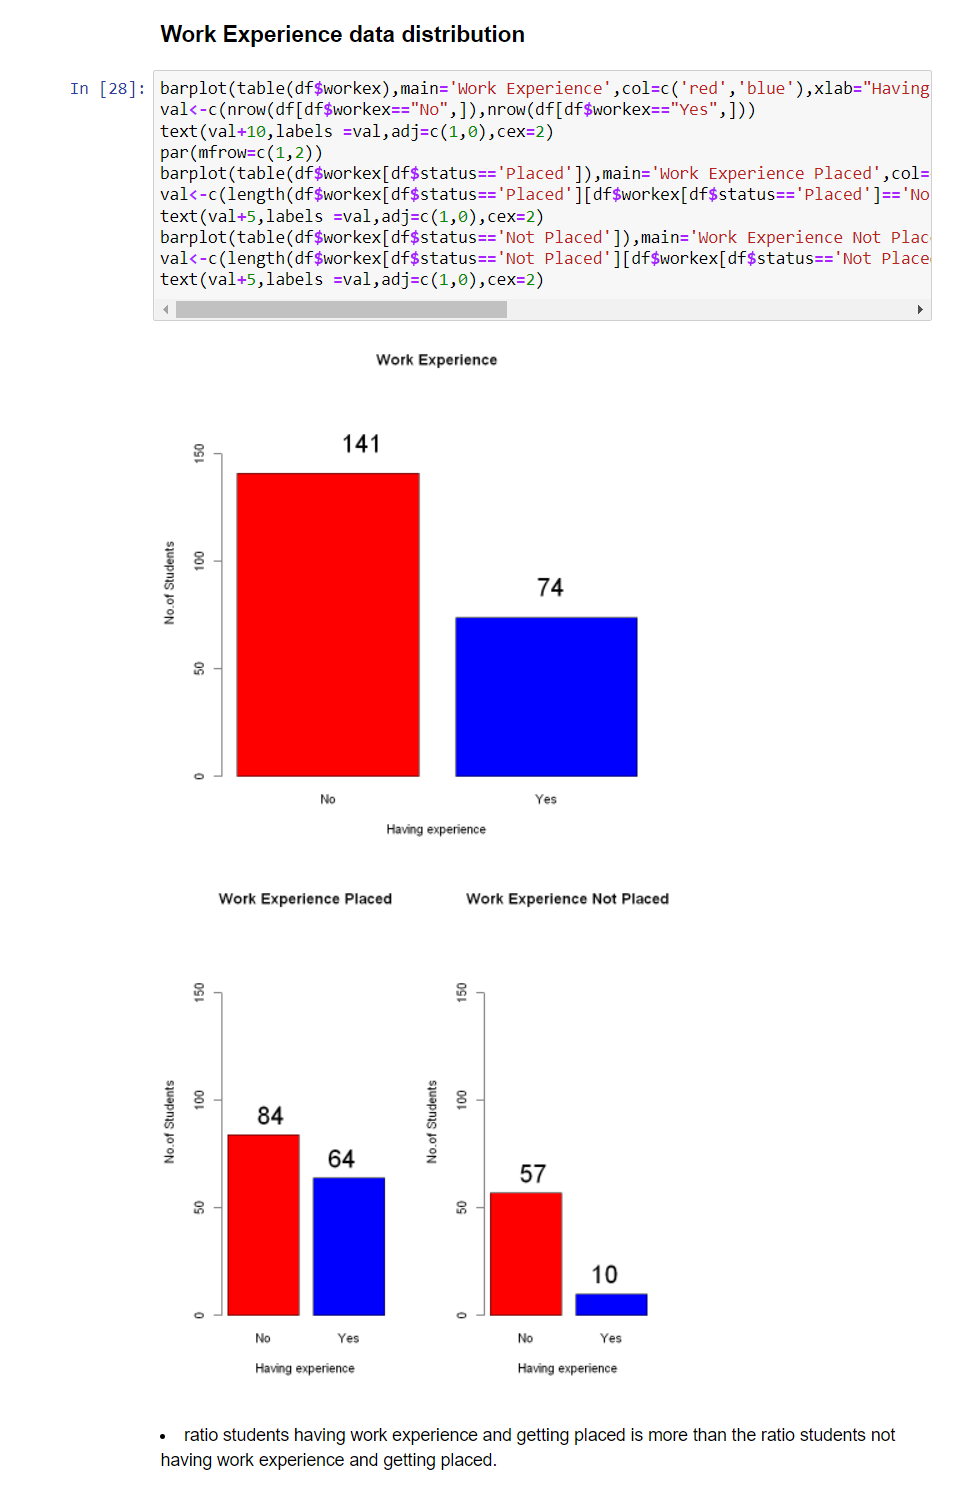 Work Experience data distribution
In [28]: barplot(table(df$workex),main='Work Experience',col=c('red','blue'),xlab="Having
val<-c(nrow(df[df$workex=="No",]),nrow(df[df$workex=="Yes",]))
text(val+10,labels =val,adj=c(1,0),cex=2)
par(mfrow=c(1,2))
barplot(table(df$workex[df$status=='Placed']),main='Work Experience Placed',col=
val<-c(length(df$workex[df$status=='Placed'][df$workex[df$status=='Placed']=='No
text(val+5,labels =val,adj=c(1,0),cex=2)
barplot(table(df$workex[df$status=='Not Placed']),main='Work Experience Not Plac
val<-c(length(df$workex[df$status=='Not Placed'][df$workex[df$status=='Not Place
text(val+5,labels =val,adj=c(1,0),cex=2)
Work Experience
141
150
74
100
No.of Students
50
0
No Yes
Having experience
Work Experience Placed Work Experience Not Placed
150 150
100 100
84
64
57
10
No.of Students No.of Students
50 50
0 0
No Yes No Yes
Having experience Having experience
• ratio students having work experience and getting placed is more than the ratio students not
having work experience and getting placed.